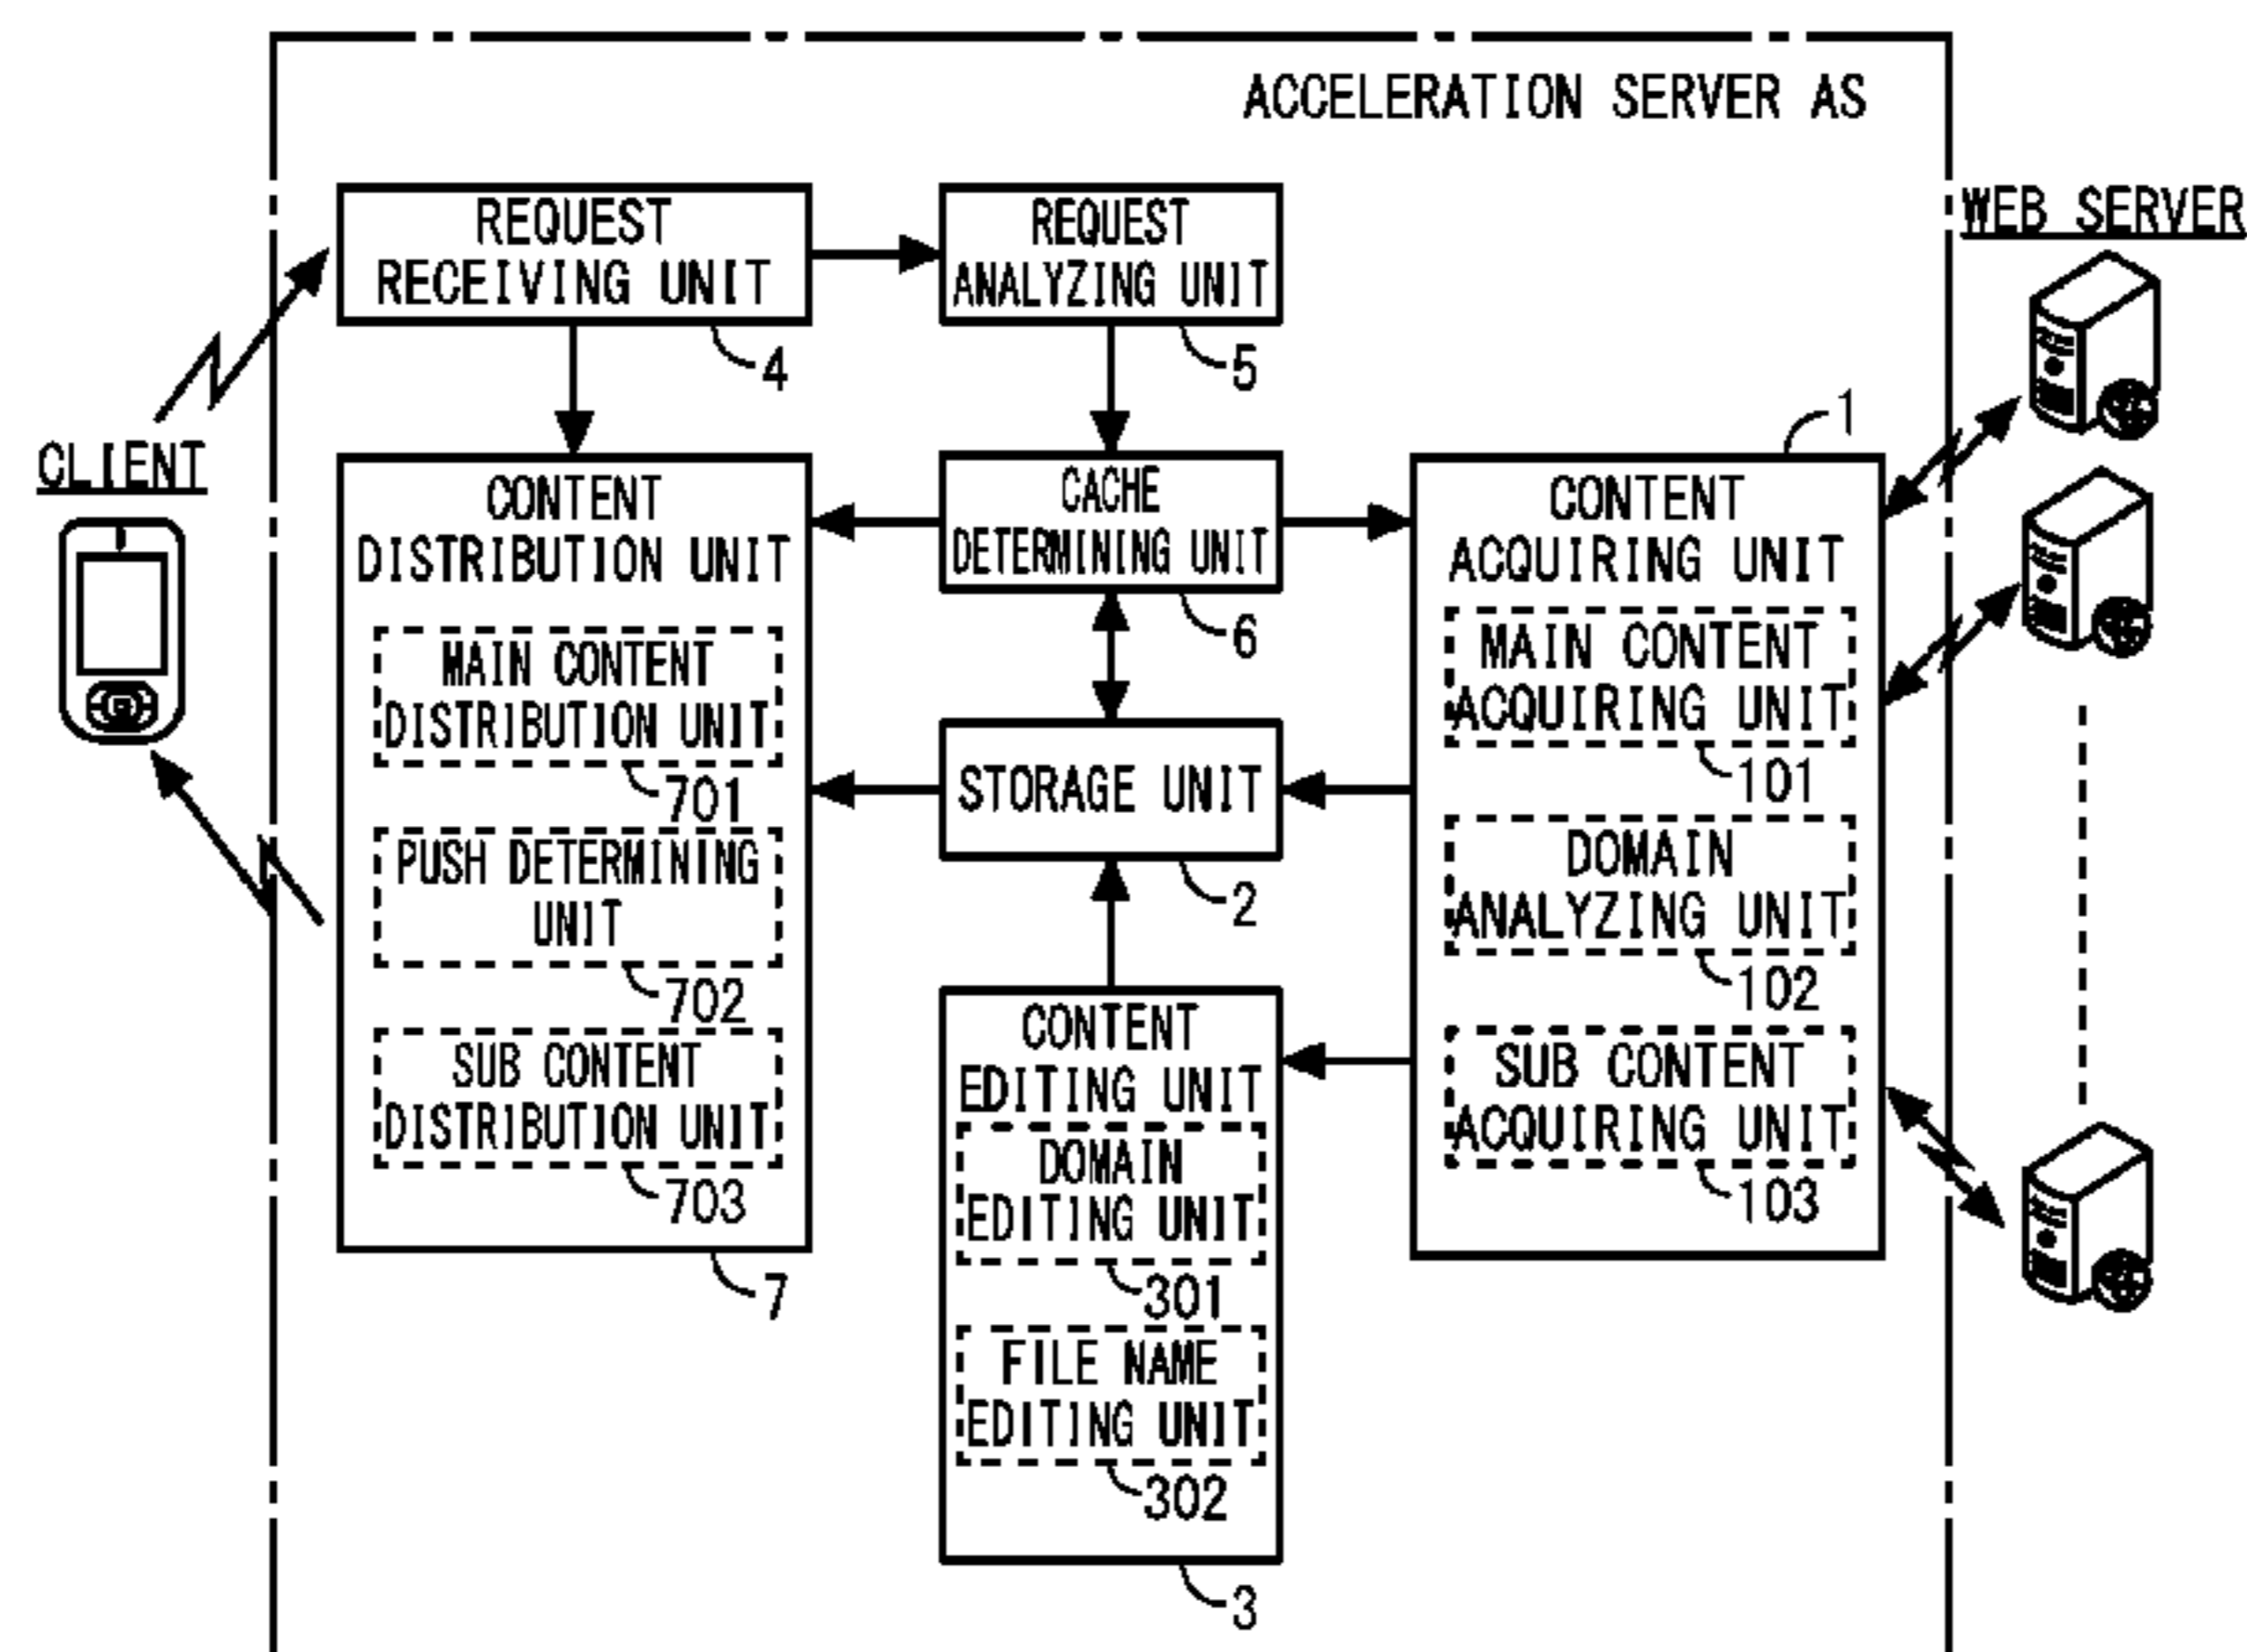 ACCELERATION SERVER AS
REQUEST
RECEIVING UNIT
4
REQUEST
ANALYZING UNIT
5
WEB SERVER
CLIENT
CONTENT
DISTRIBUTION UNIT
MAIN CONTENT
DISTRIBUTION UNIT
701
PUSH DETERMINING
UNIT
702
SUB CONTENT
DISTRIBUTION UNIT
703
7
CACHE
DETERMINING UNIT
6
STORAGE UNIT
2
CONTENT
EDITING UNIT
DOMAIN
EDITING UNIT
301
FILE NAME
EDITING UNIT
302
3
1
CONTENT
ACQUIRING UNIT
MAIN CONTENT
ACQUIRING UNIT
101
DOMAIN
ANALYZING UNIT
102
SUB CONTENT
ACQUIRING UNIT
103